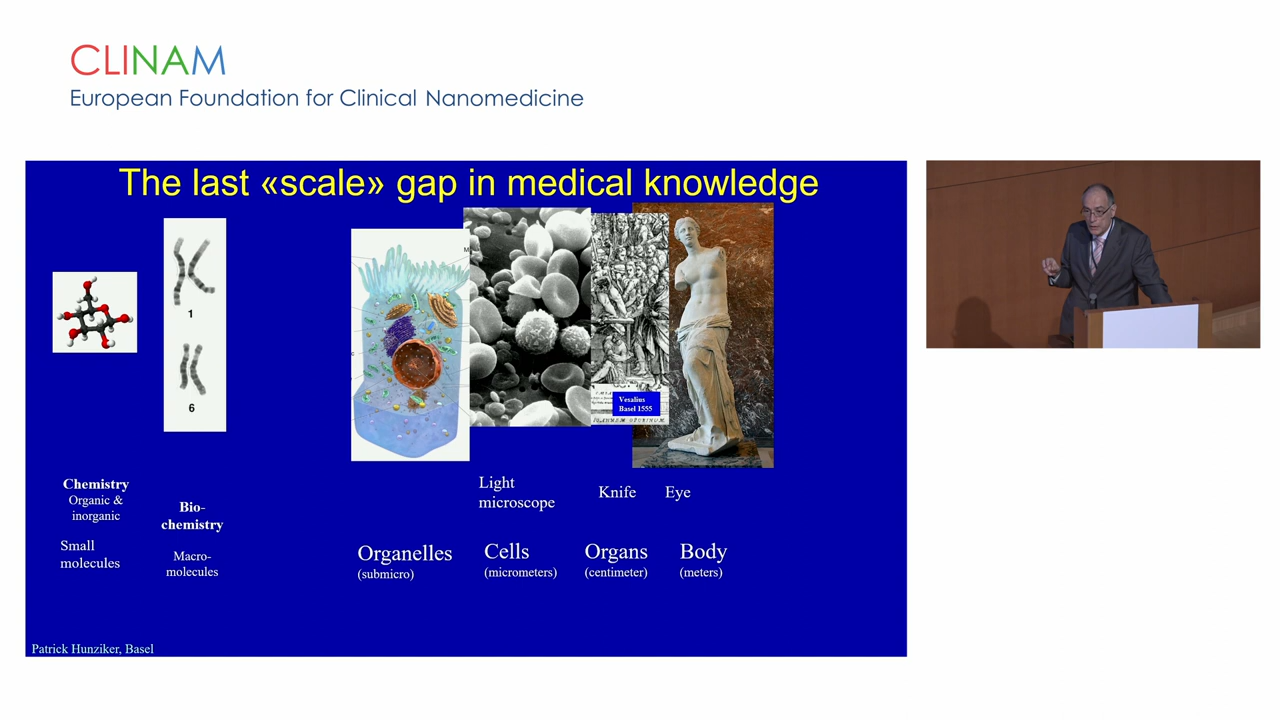 CLINAM
European Foundation for Clinical Nanomedicine
The last «scale» gap in medical knowledge
1
6
M
c
Vesalius
Basel 1555
Chemistry
Organic &
inorganic
Small
molecules
Bio-
chemistry
Macro-
molecules
Light
microscope
Knife
Eye
Organelles
(submicro)
Cells
(micrometers)
Organs
(centimeter)
Body
(meters)
Patrick Hunziker, Basel